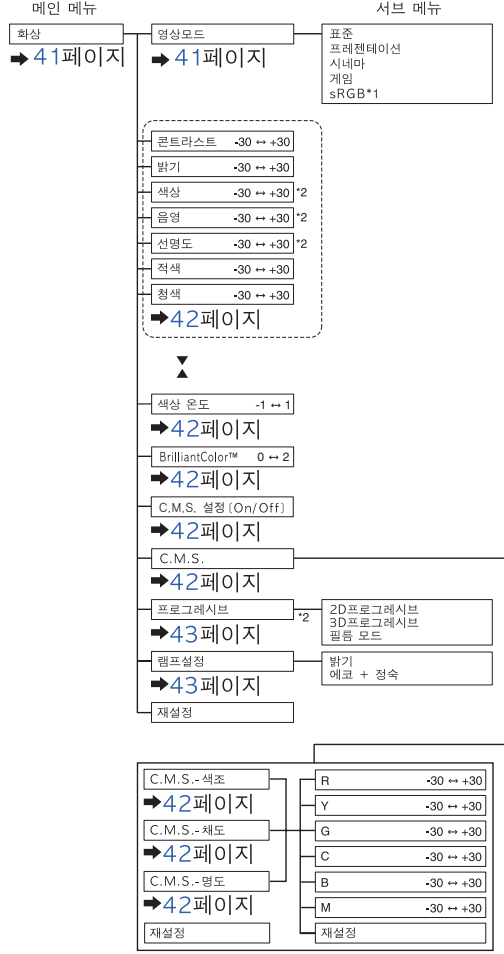 메인 메뉴
서브 메뉴
화상
➡ 41페이지
영상모드
➡ 41페이지
표준
프레젠테이션
시네마
게임
sRGB*1
콘트라스트 -30 ↔ +30
밝기 -30 ↔ +30
색상 -30 ↔ +30 *2
음영 -30 ↔ +30 *2
선명도 -30 ↔ +30 *2
적색 -30 ↔ +30
청색 -30 ↔ +30
➡42페이지
색상 온도 -1 ↔ 1
➡42페이지
BrilliantColor™ 0 ↔ 2
➡42페이지
C.M.S. 설정 [On/Off]
➡42페이지
C.M.S.
➡42페이지
프로그레시브 *2
➡43페이지
2D프로그레시브
3D프로그레시브
필름 모드
램프설정
➡43페이지
밝기
에코 + 정숙
재설정
C.M.S.-색조
➡42페이지
C.M.S.-채도
➡42페이지
C.M.S.-명도
➡42페이지
재설정
R -30 ↔ +30
Y -30 ↔ +30
G -30 ↔ +30
C -30 ↔ +30
B -30 ↔ +30
M -30 ↔ +30
재설정